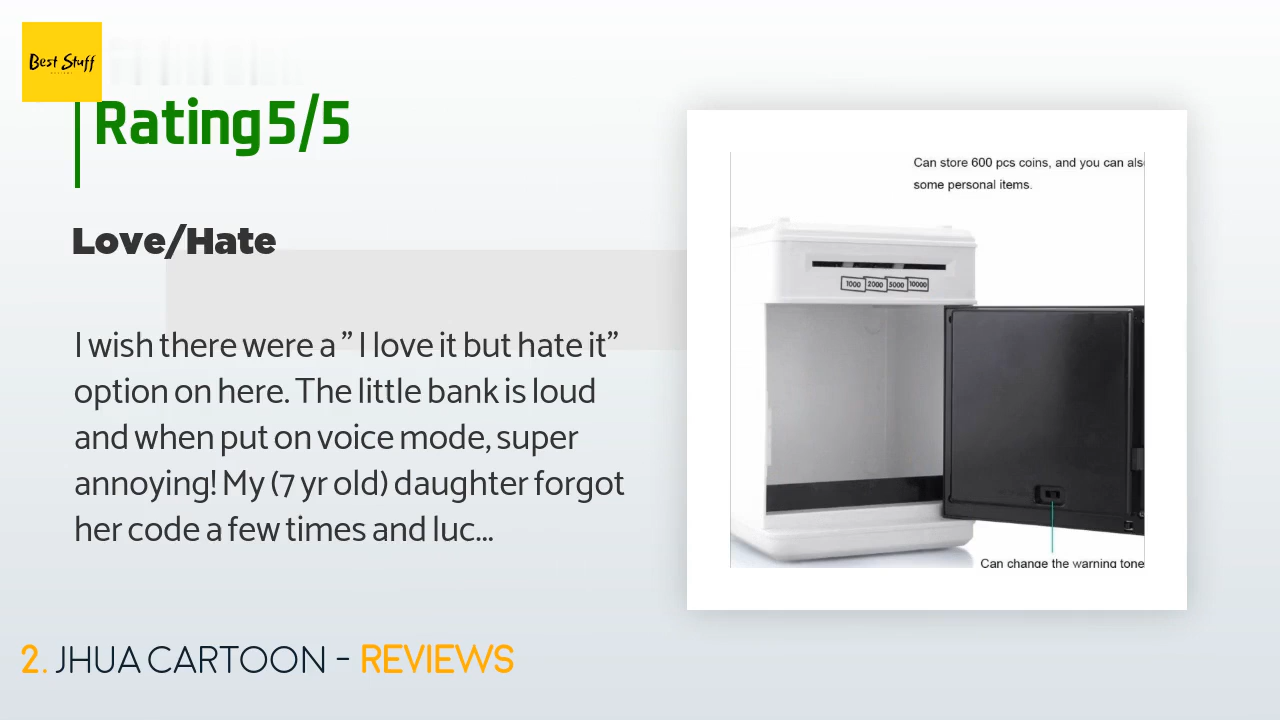 Best Stuff
Rating 5/5
Love/Hate
I wish there were a ” I love it but hate it”
option on here. The little bank is loud
and when put on voice mode, super
annoying! My (7 yr old) daughter forgot
her code a few times and luc...
Can store 600 pcs coins, and you can als
some personal items.
1000 2000 5000 10000
Can change the warning tone
2. JHUA CARTOON - REVIEWS